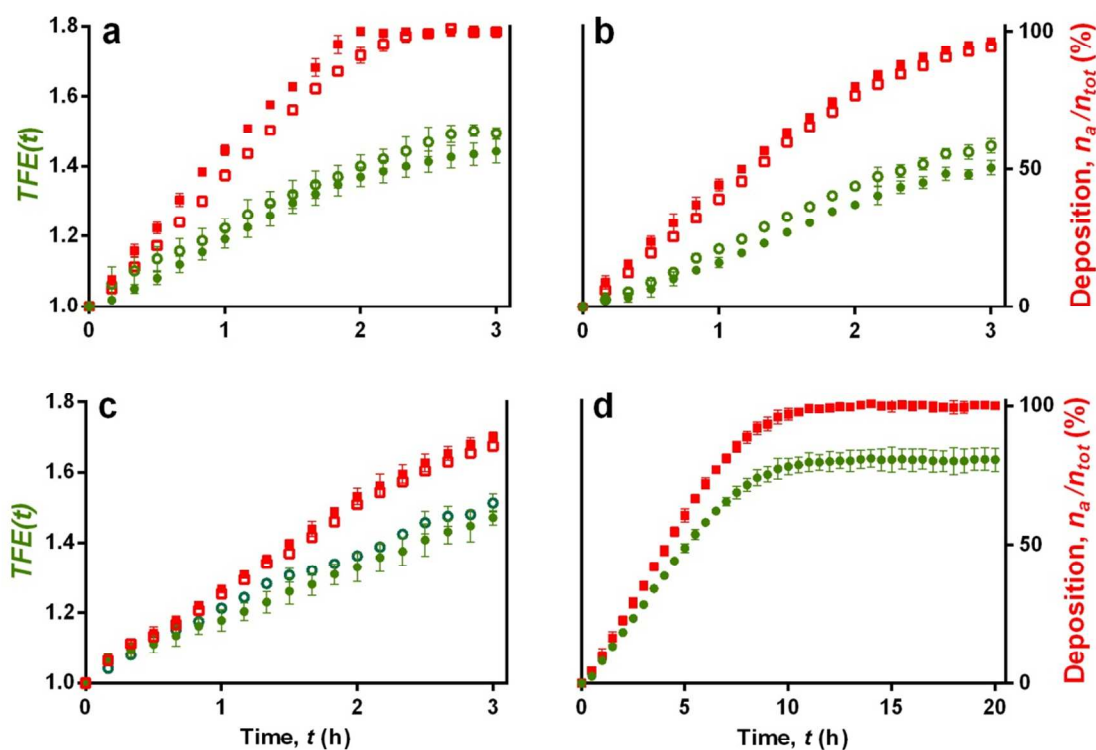 a
b
1.8
1.6
1.4
1.2
1.0
TFE(t)
100
50
0
Deposition, na/ntot (%)
0 1 2 3
0 1 2 3
c
d
1.8
1.6
1.4
1.2
1.0
TFE(t)
100
50
0
Deposition, na/ntot (%)
0 1 2 3
0 5 10 15 20
Time, t (h)
Time, t (h)